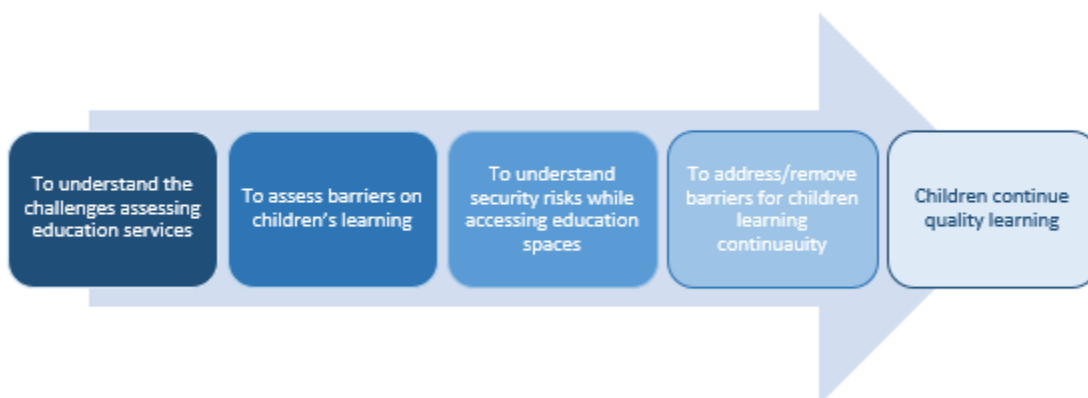 To understand the
challenges assessing
education services
To assess barriers on
children's learning
To understand
security risks while
accessing education
spaces
To address/remove
barriers for children
learning
continuauity
Children continue
quality learning